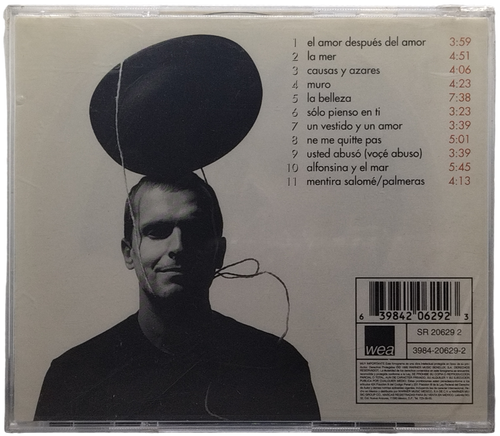 1 el amor después del amor 3:59
2 la mer 4:51
3 causas y azares 4:06
4 muro 4:23
5 la belleza 7:38
6 sólo pienso en ti 3:23
7 un vestido y un amor 3:39
8 ne me quitte pas 5:01
9 usted abusó (voçé abuso) 3:39
10 alfonsina y el mar 5:45
11 mentira salomé/palmeras 4:13
6 39842 06292 3
wea
SR 20629 2
3984-20629-2